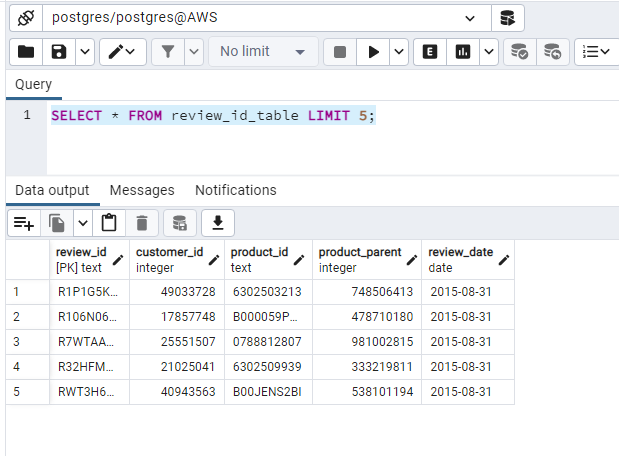 postgres/postgres@AWS
No limit
E
Query
1 SELECT * FROM review_id_table LIMIT 5;
Data output Messages Notifications
review_id customer_id product_id product_parent review_date
[PK] text integer text integer date
1 R1P1G5K... 49033728 6302503213 748506413 2015-08-31
2 R106N06... 17857748 B000059P... 478710180 2015-08-31
3 R7WTAA... 25551507 0788812807 981002815 2015-08-31
4 R32HFM... 21025041 6302509939 333219811 2015-08-31
5 RWT3H6... 40943563 B00JENS2BI 538101194 2015-08-31